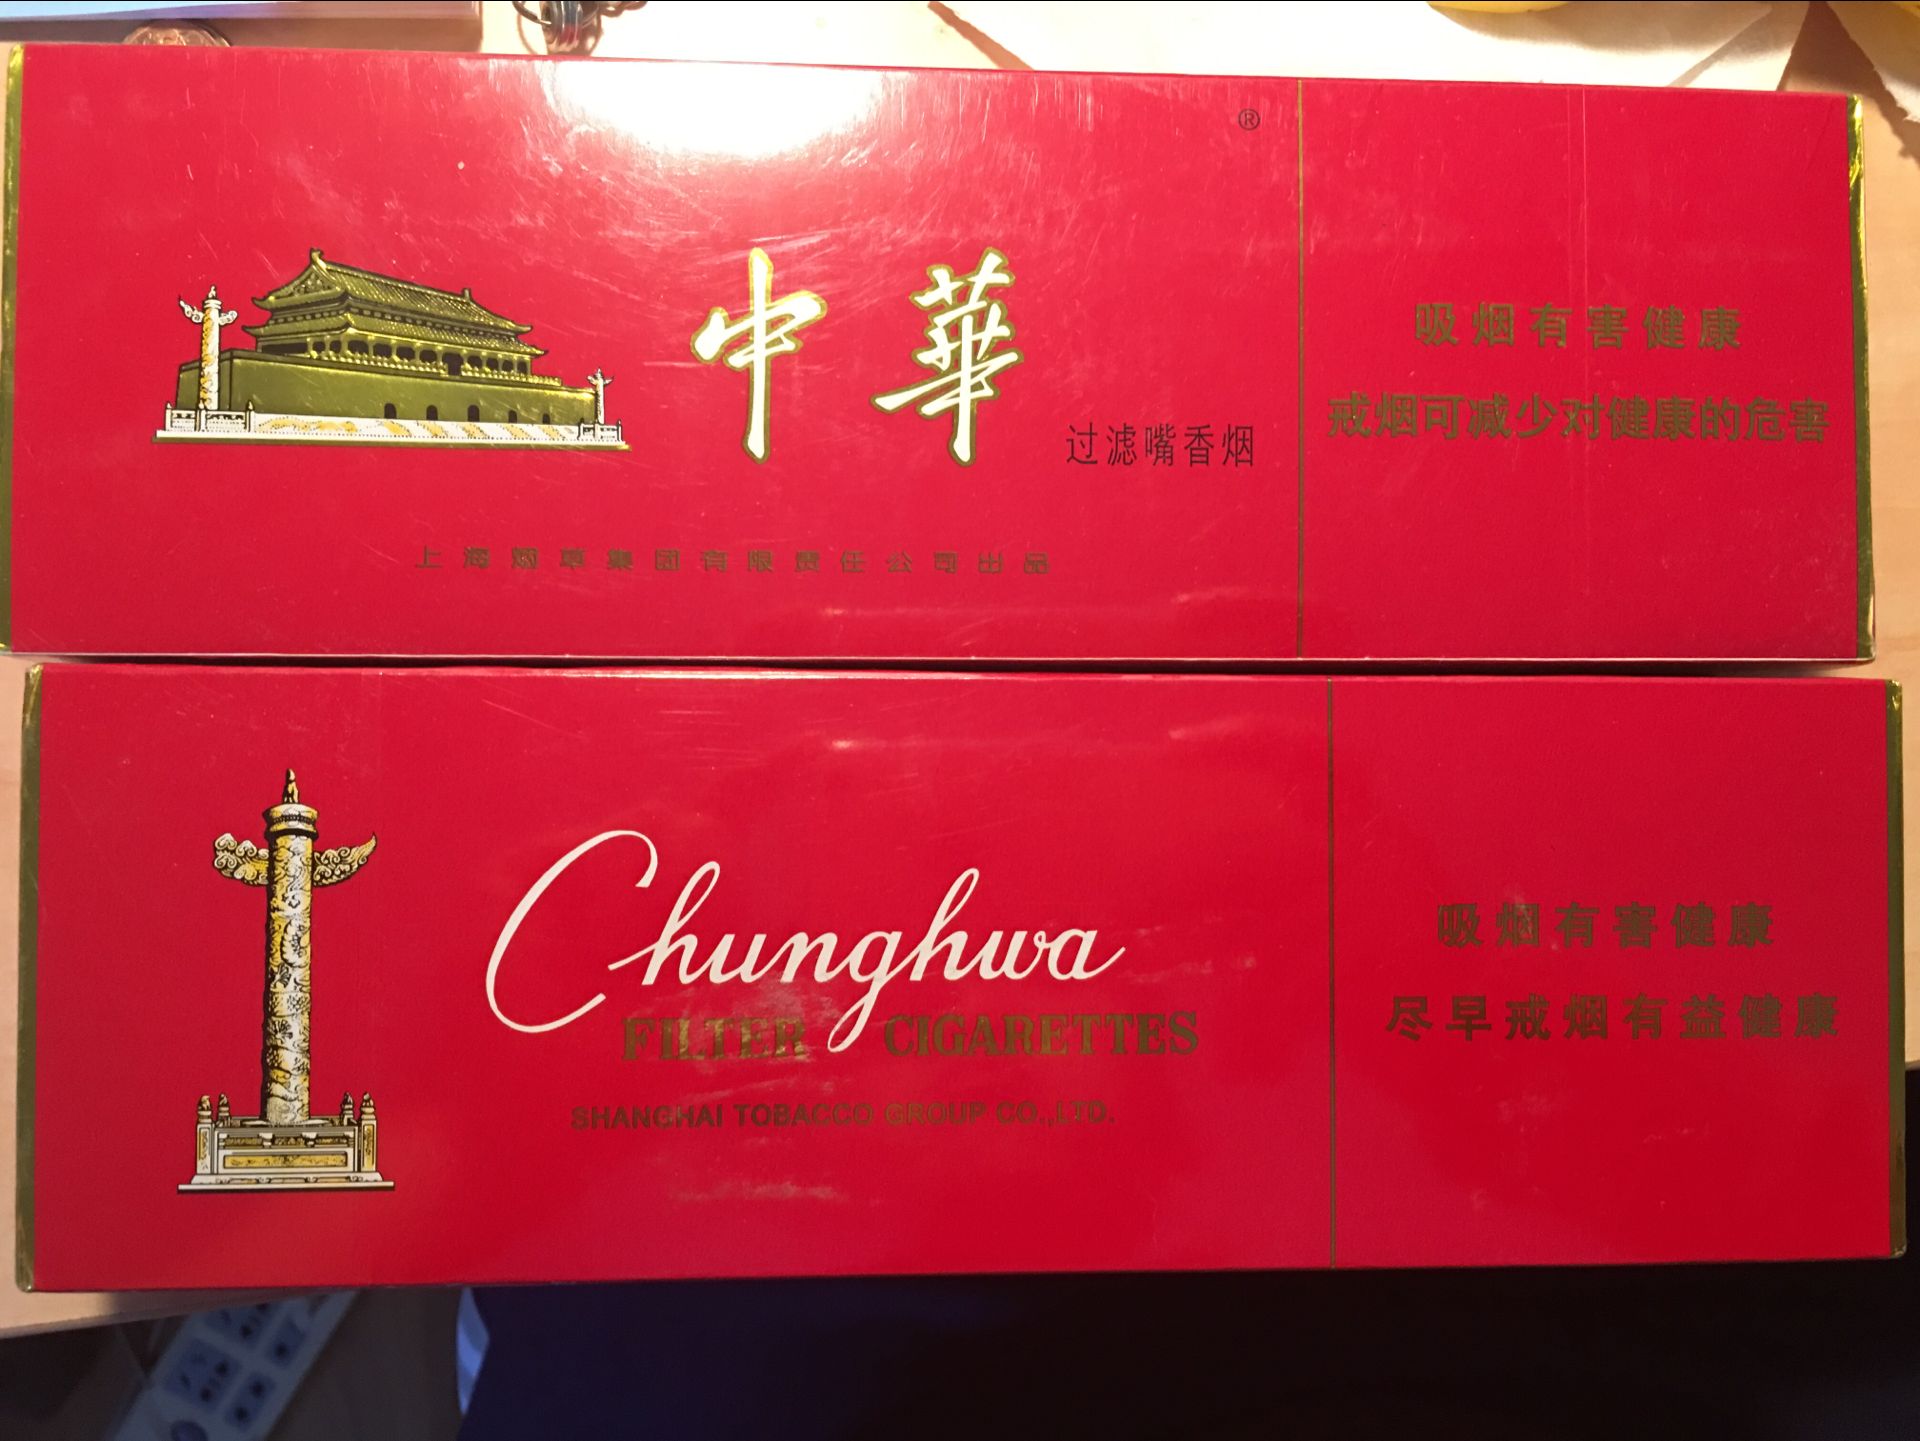 ®
中華
过滤嘴香烟
上海烟草集团有限责任公司出品
吸烟有害健康
戒烟可减少对健康的危害
Chunghwa
FILTER CIGARETTES
SHANGHAI TOBACCO GROUP CO.,LTD.
吸烟有害健康
尽早戒烟有益健康